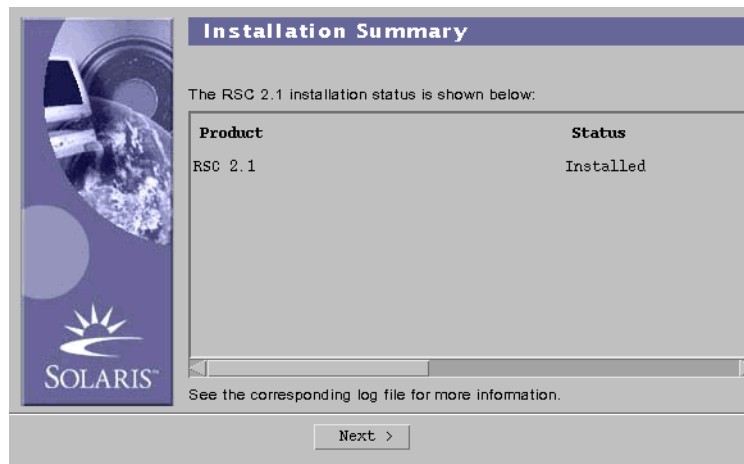 Installation Summary
The RSC 2.1 installation status is shown below:
Product Status
RSC 2.1 Installed
SOLARIS™
See the corresponding log file for more information.
Next >